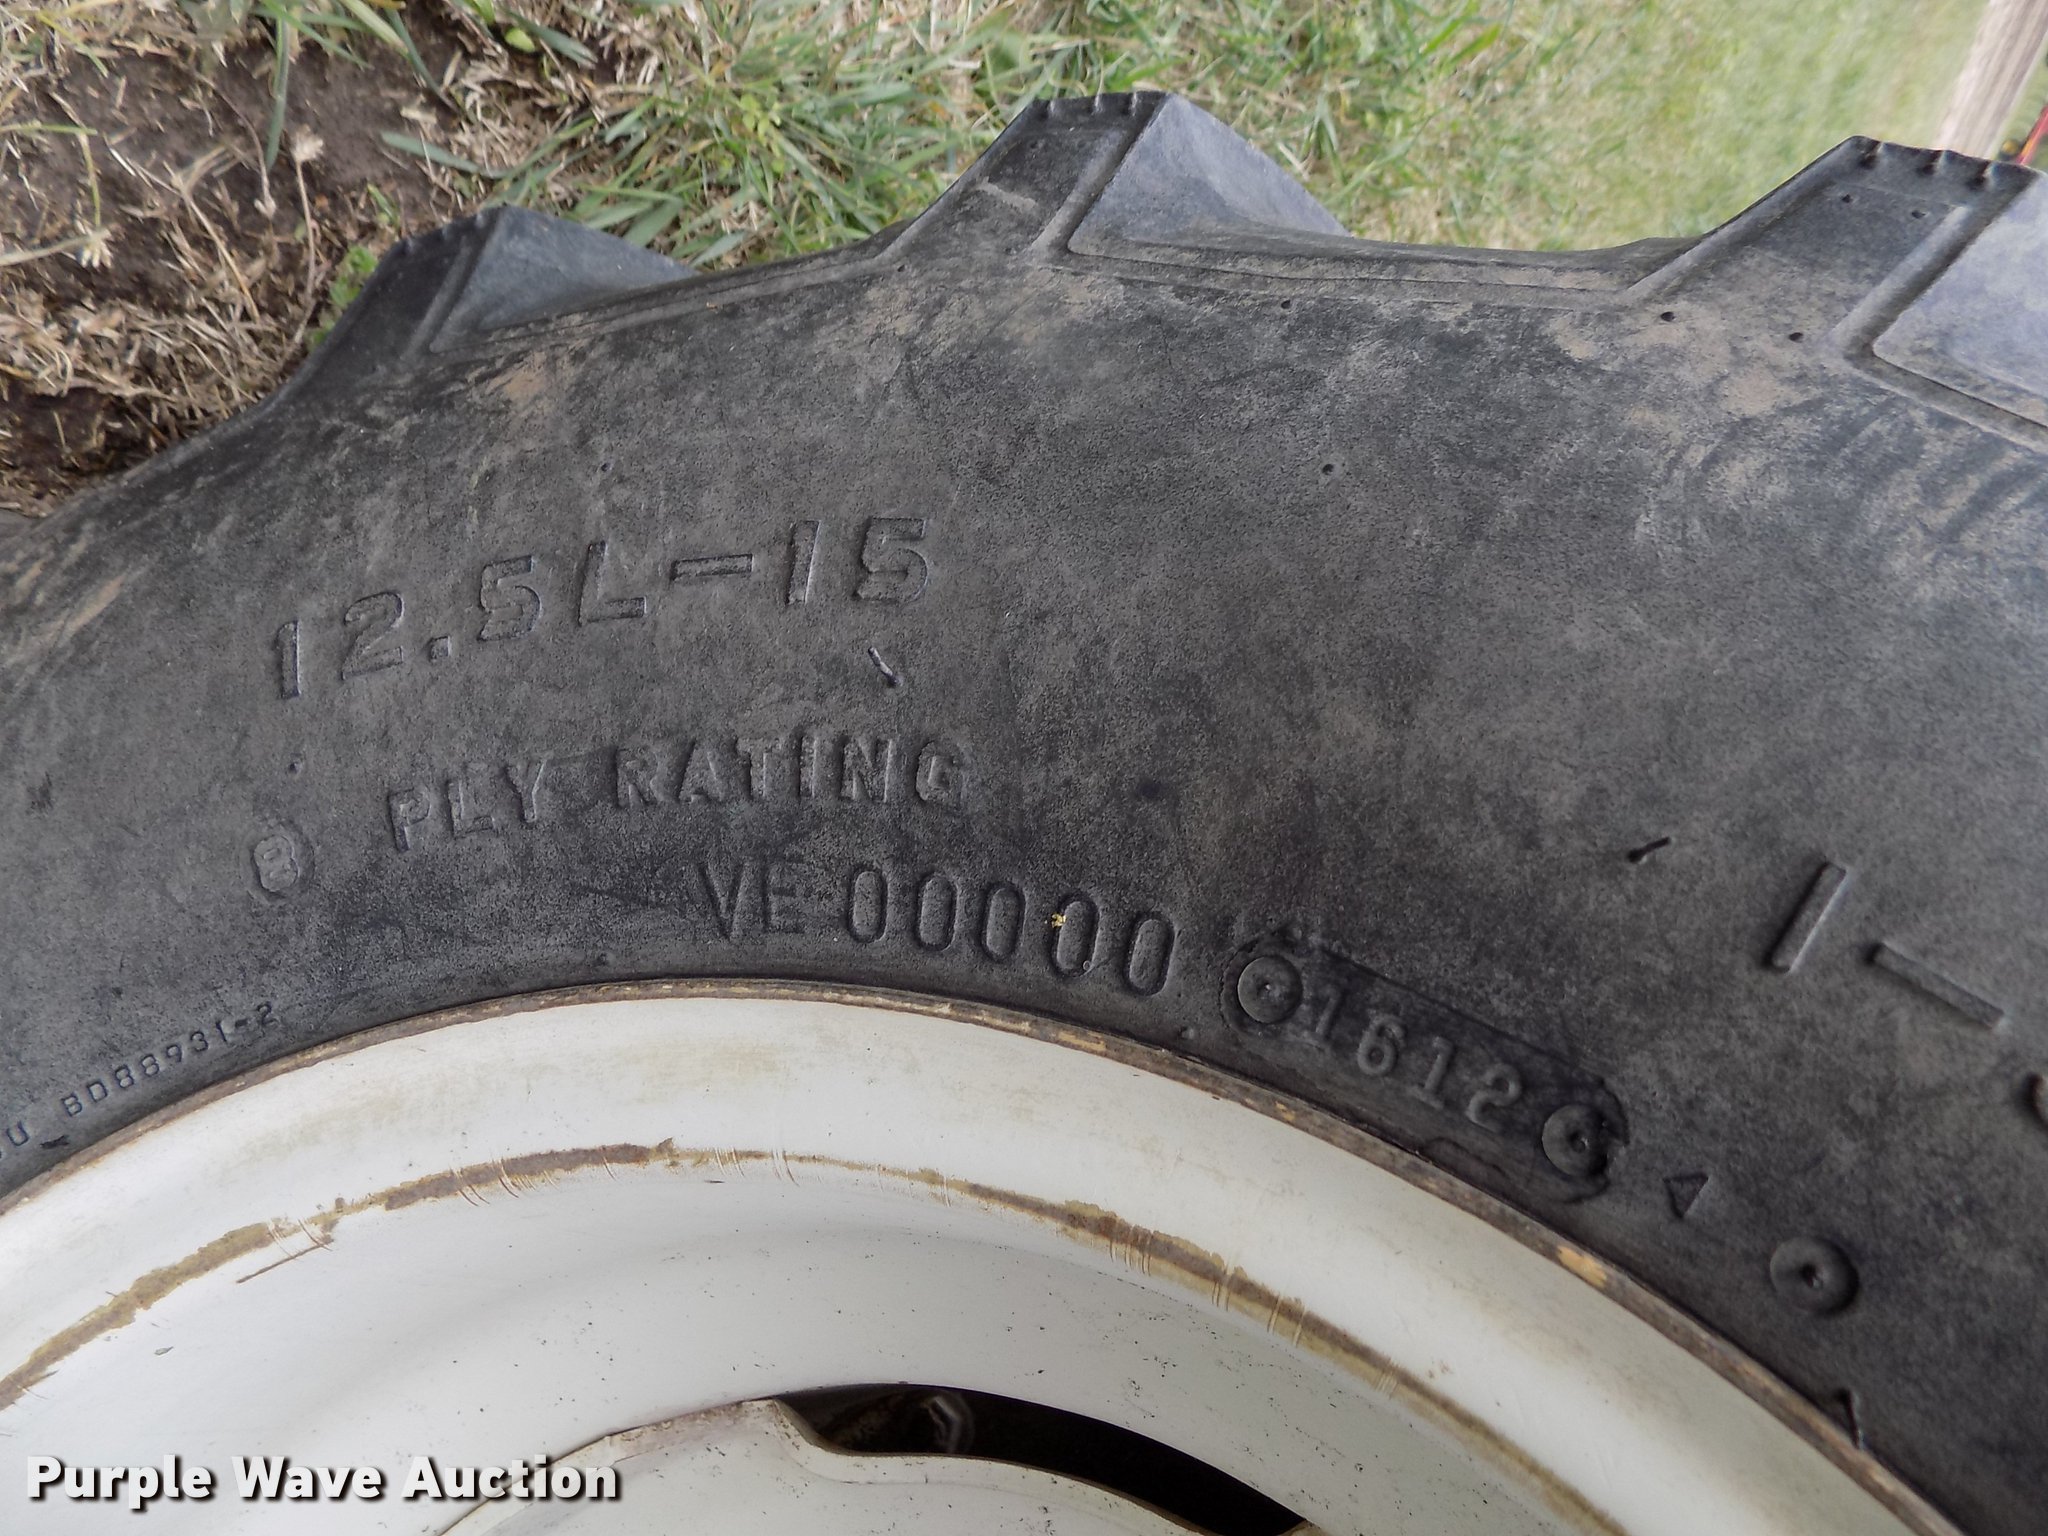 12.5L-15
8 PLY RATING
VE 00000
1612
BD88931-2
I-
Purple Wave Auction